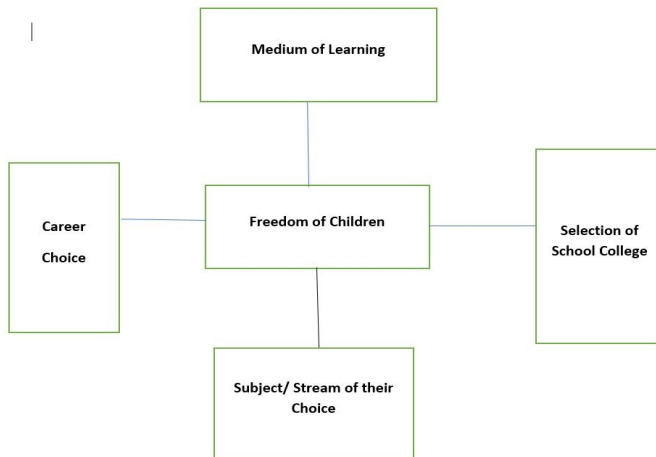 Medium of Learning
Career
Choice
Freedom of Children
Selection of
School College
Subject/ Stream of their
Choice